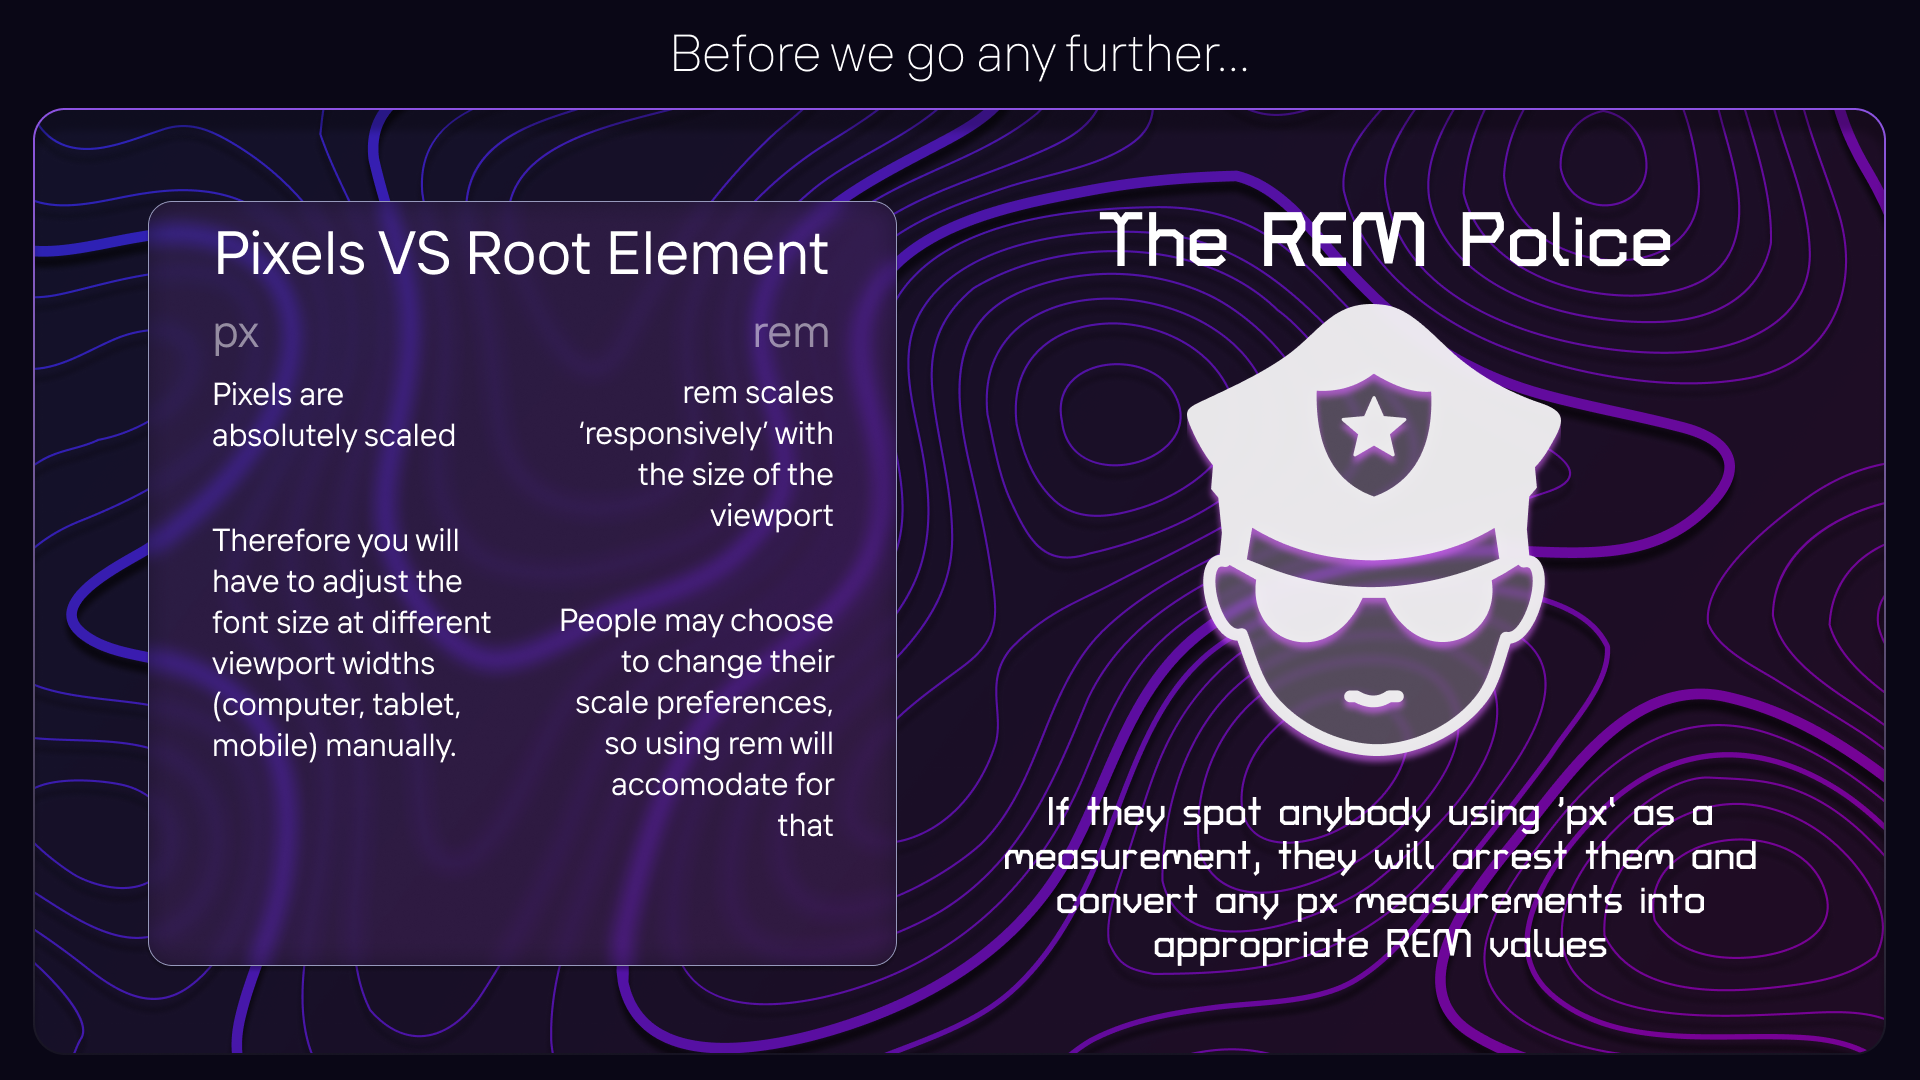 Before we go any further...
Pixels VS Root Element
px
Pixels are
absolutely scaled
Therefore you will
have to adjust the
font size at different
viewport widths
(computer, tablet,
mobile) manually.
rem
rem scales
‘responsively’ with
the size of the
viewport
People may choose
to change their
scale preferences,
so using rem will
accomodate for
that
The REM Police
If they spot anybody using ’px‘ as a
measurement, they will arrest them and
convert any px measurements into
appropriate REM values